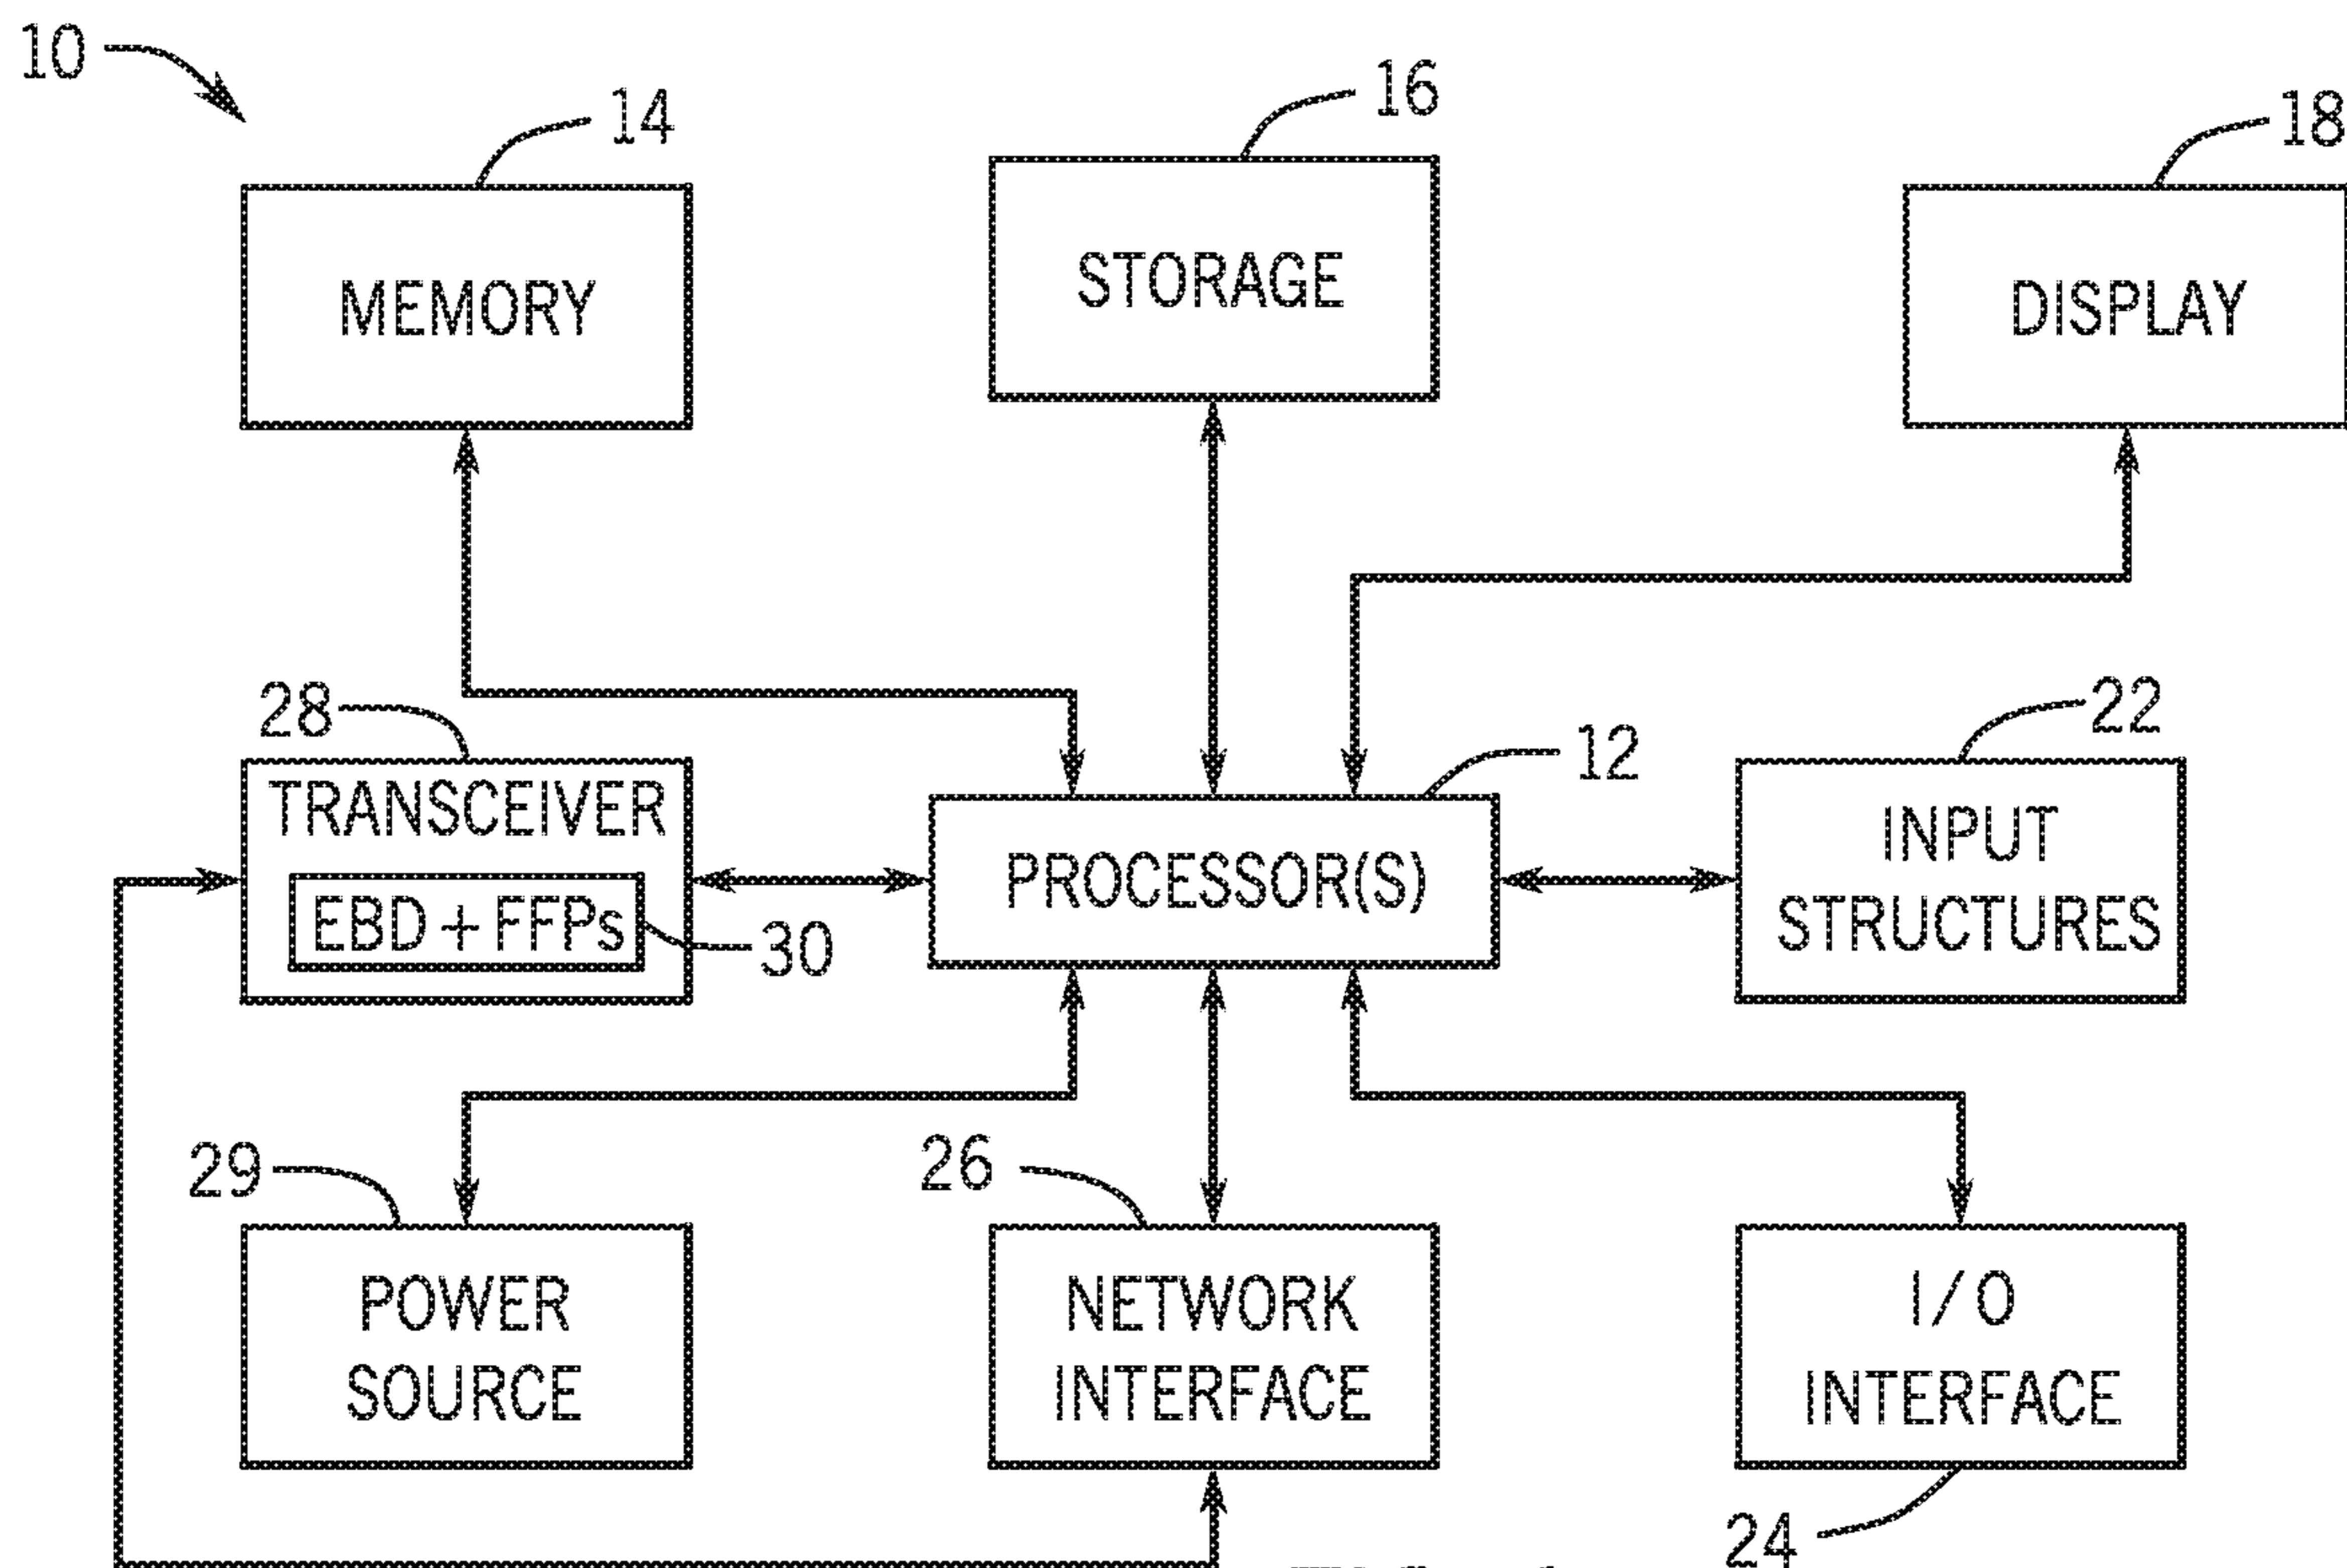 10
14
16
18
MEMORY
STORAGE
DISPLAY
28
12
22
TRANSCEIVER
EBD + FFPs
30
PROCESSOR(S)
INPUT
STRUCTURES
29
26
POWER
SOURCE
NETWORK
INTERFACE
I/O
INTERFACE
24